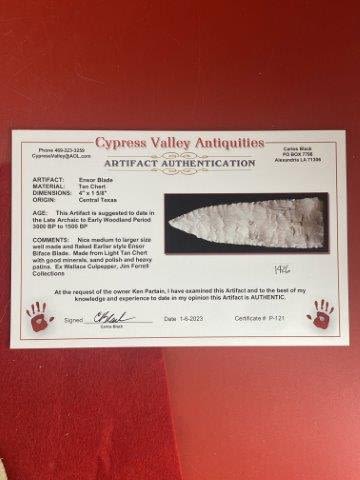 Cypress Valley Antiquities
Phone 469-323-3259
CypressValley@AOL.com
ARTIFACT AUTHENTICATION
Carlos Black
PO BOX 7798
Alexandria LA 71306
ARTIFACT: Ensor Blade
MATERIAL: Tan Chert
DIMENSIONS: 4" x 1 5/8"
ORIGIN: Central Texas
AGE: This Artifact is suggested to date in
the Late Archaic to Early Woodland Period
3000 BP to 1500 BP
COMMENTS: Nice medium to larger size
well made and flaked Earlier style Ensor
Biface Blade. Made from Light Tan Chert
with good minerals, sand polish and heavy
patina. Ex Wallace Culpepper, Jim Ferrell
Collections
At the request of the owner Ken Partain, I have examined this Artifact and to the best of my
knowledge and experience to date in my opinion this Artifact is AUTHENTIC.
Signed
Carlos Black
Date 1-6-2023
Certificate # P-121